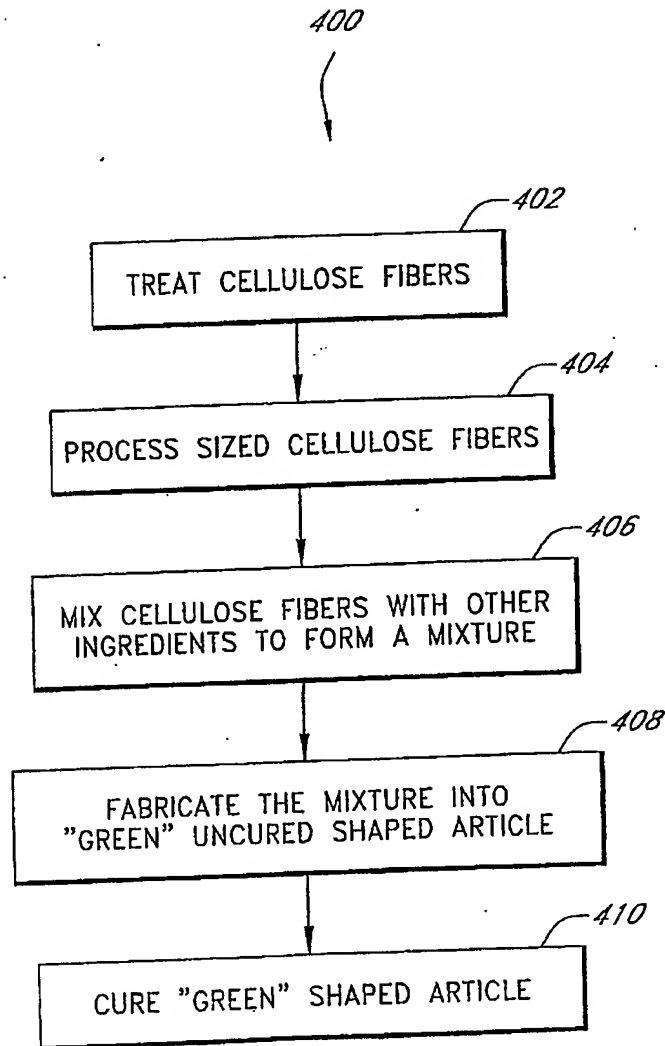 400
402
TREAT CELLULOSE FIBERS
404
PROCESS SIZED CELLULOSE FIBERS
406
MIX CELLULOSE FIBERS WITH OTHER
INGREDIENTS TO FORM A MIXTURE
408
FABRICATE THE MIXTURE INTO
"GREEN" UNCURED SHAPED ARTICLE
410
CURE "GREEN" SHAPED ARTICLE